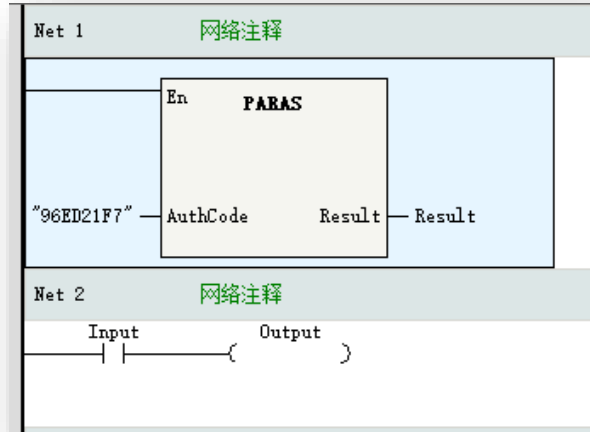 Net 1 网络注释
En PARAS
"96ED21F7" AuthCode Result Result
Net 2 网络注释
Input Output